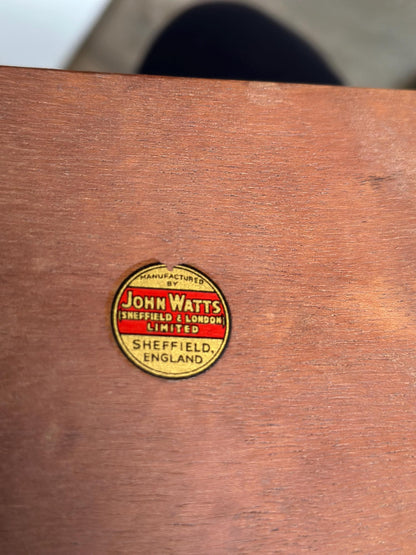 MANUFACTURED
BY
JOHN WATTS
(SHEFFIELD & LONDON)
LIMITED
SHEFFIELD,
ENGLAND